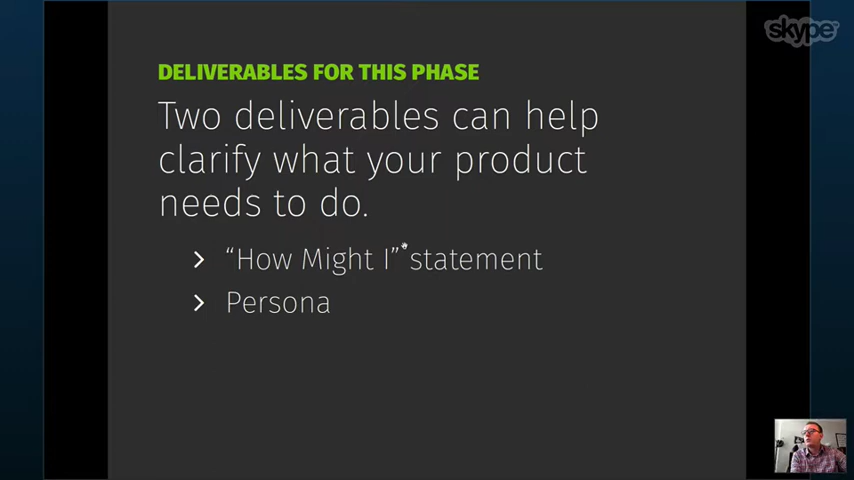 skype
DELIVERABLES FOR THIS PHASE
Two deliverables can help
clarify what your product
needs to do.
“How Might I” statement
Persona